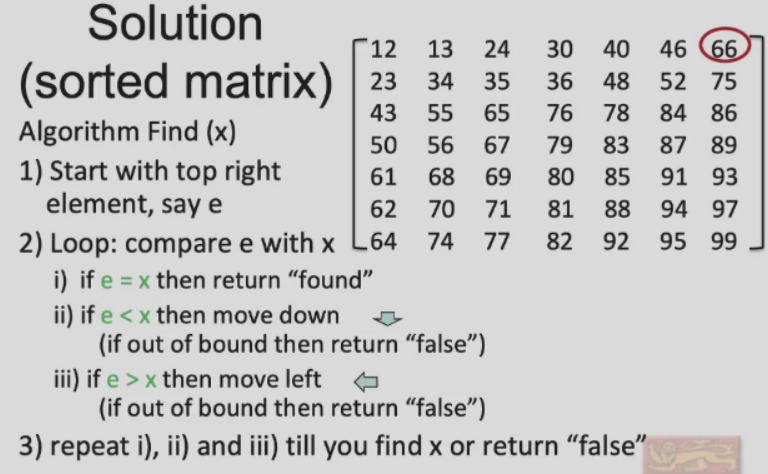 Solution
(sorted matrix)
Algorithm Find (x)
1) Start with top right
element, say e
2) Loop: compare e with x
i) if e = x then return “found”
ii) if e < x then move down
(if out of bound then return “false”)
iii) if e > x then move left
(if out of bound then return “false”)
3) repeat i), ii) and iii) till you find x or return “false”
12 13 24 30 40 46 66
23 34 35 36 48 52 75
43 55 65 76 78 84 86
50 56 67 79 83 87 89
61 68 69 80 85 91 93
62 70 71 81 88 94 97
64 74 77 82 92 95 99